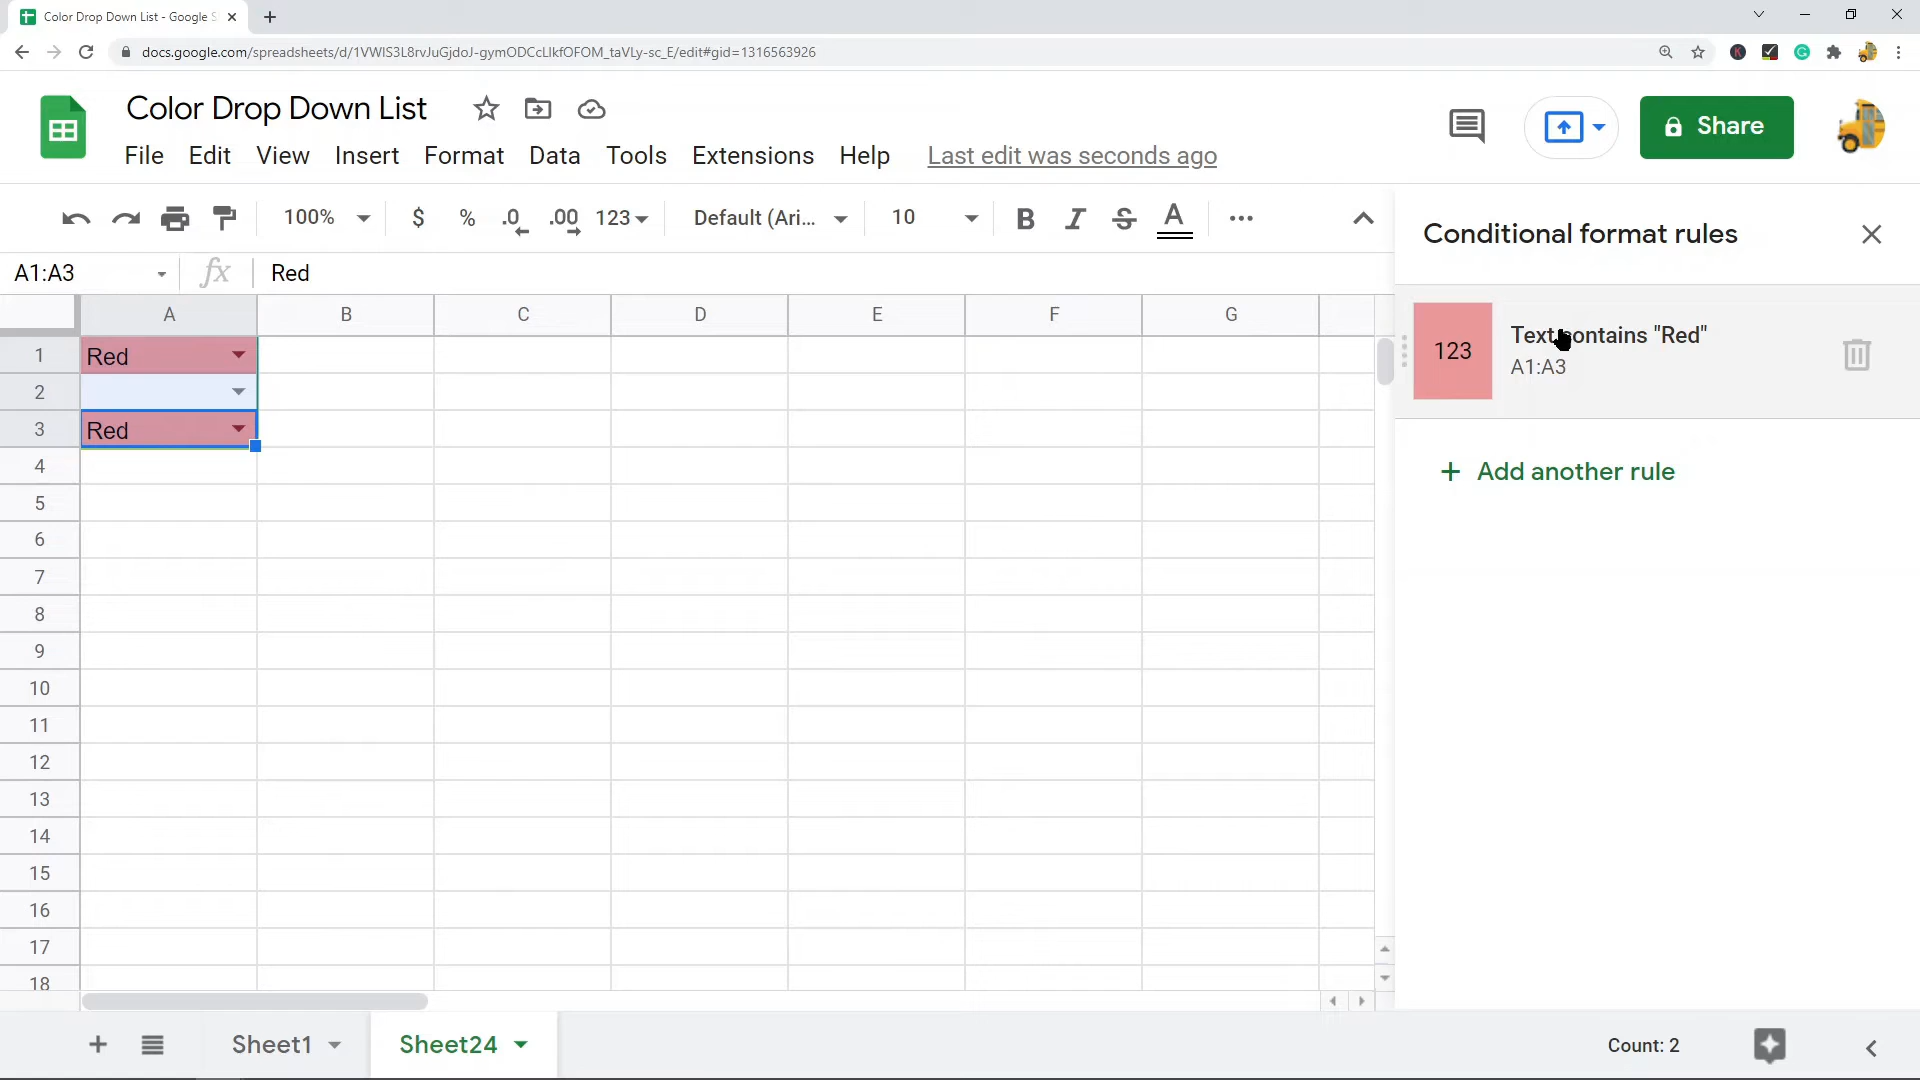 Color Drop Down List - Google S
docs.google.com/spreadsheets/d/1VWIS3L8rvJuGjdoJ-gymODCcLIkfOFOM_taVLy-sc_E/edit#gid=1316563926
Color Drop Down List
Share
File Edit View Insert Format Data Tools Extensions Help Last edit was seconds ago
100% $ % .0 .00 123 Default (Ari... 10 B I S A
Conditional format rules
A1:A3 fx Red
A B C D E F G
1 Red
2
3 Red
4
5
6
7
8
9
10
11
12
13
14
15
16
17
18
123
Text contains "Red"
A1:A3
+ Add another rule
Sheet1 Sheet24 Count: 2